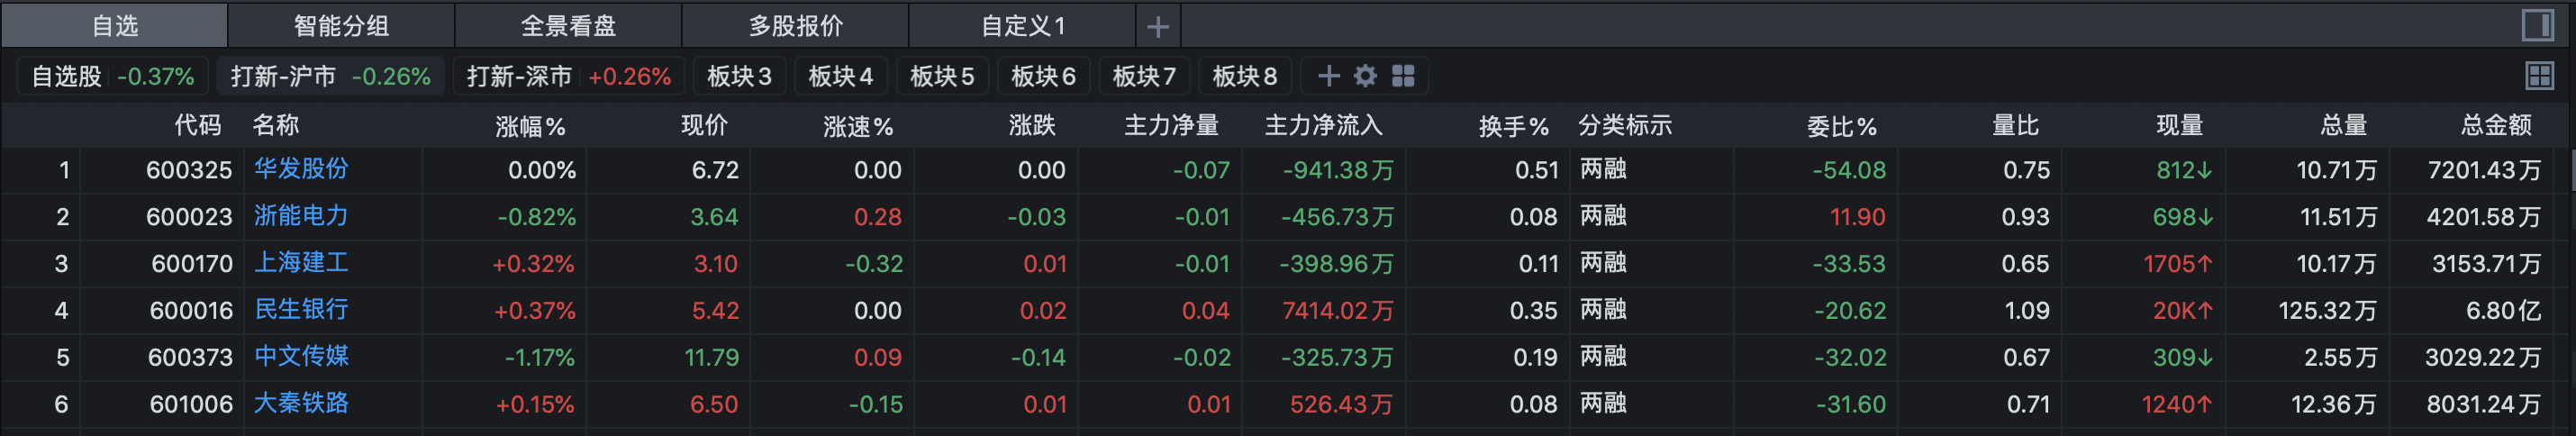 自选 智能分组 全景看盘 多股报价 自定义1
自选股 -0.37% 打新-沪市 -0.26% 打新-深市 +0.26% 板块3 板块4 板块5 板块6 板块7 板块8
代码 名称 涨幅% 现价 涨速% 涨跌 主力净量 主力净流入 换手% 分类标示 委比% 量比 现量 总量 总金额
1 600325 华发股份 0.00% 6.72 0.00 0.00 -0.07 -941.38万 0.51 两融 -54.08 0.75 812↓ 10.71万 7201.43万
2 600023 浙能电力 -0.82% 3.64 0.28 -0.03 -0.01 -456.73万 0.08 两融 11.90 0.93 698↓ 11.51万 4201.58万
3 600170 上海建工 +0.32% 3.10 -0.32 0.01 -0.01 -398.96万 0.11 两融 -33.53 0.65 1705↑ 10.17万 3153.71万
4 600016 民生银行 +0.37% 5.42 0.00 0.02 0.04 7414.02万 0.35 两融 -20.62 1.09 20K↑ 125.32万 6.80亿
5 600373 中文传媒 -1.17% 11.79 0.09 -0.14 -0.02 -325.73万 0.19 两融 -32.02 0.67 309↓ 2.55万 3029.22万
6 601006 大秦铁路 +0.15% 6.50 -0.15 0.01 0.01 526.43万 0.08 两融 -31.60 0.71 1240↑ 12.36万 8031.24万